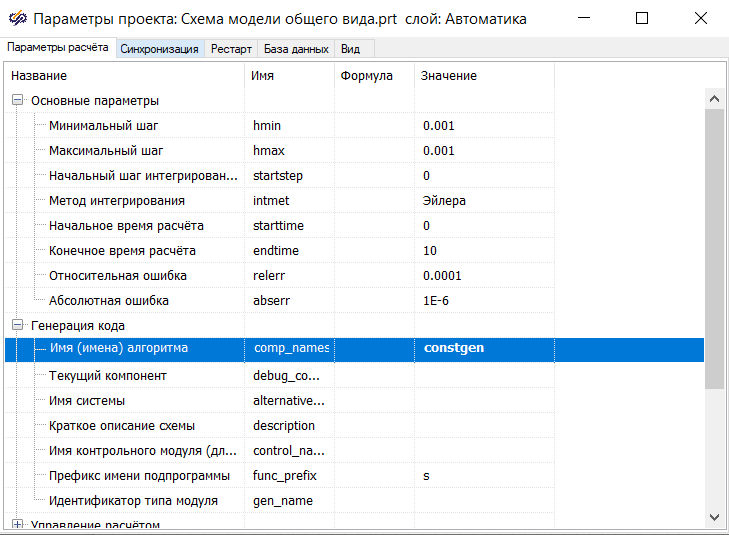 Параметры проекта: Схема модели общего вида.prt слой: Автоматика
Параметры расчёта Синхронизация Рестарт База данных Вид
Название Имя Формула Значение
Основные параметры
Минимальный шаг hmin 0.001
Максимальный шаг hmax 0.001
Начальный шаг интегрирован... startstep 0
Метод интегрирования intmet Эйлера
Начальное время расчёта starttime 0
Конечное время расчёта endtime 10
Относительная ошибка relerr 0.0001
Абсолютная ошибка abserr 1E-6
Генерация кода
Имя (имена) алгоритма comp_names constgen
Текущий компонент debug_co...
Имя системы alternative...
Краткое описание схемы description
Имя контрольного модуля (дл... control_na...
Префикс имени подпрограммы func_prefix s
Идентификатор типа модуля gen_name
Управление расчётом